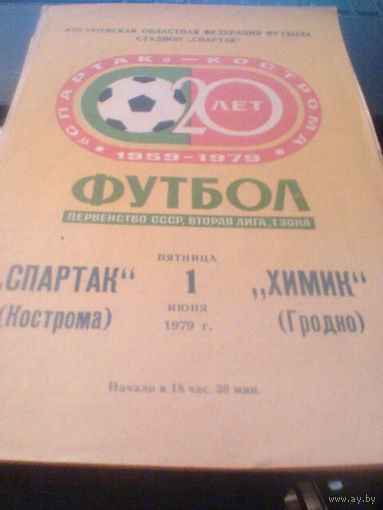 КОСТРОМСКАЯ ОБЛАСТНАЯ ФЕДЕРАЦИЯ ФУТБОЛА
СТАДИОН „СПАРТАК“
«СПАРТАК» — КОСТРОМА
20 ЛЕТ
1959-1979
ФУТБОЛ
ПЕРВЕНСТВО СССР, ВТОРАЯ ЛИГА, 1 ЗОНА
ПЯТНИЦА
„СПАРТАК“ 1 „ХИМИК“
(Кострома) ИЮНЯ (Гродно)
1979 г.
Начало в 18 час. 30 мин.
www.ay.by